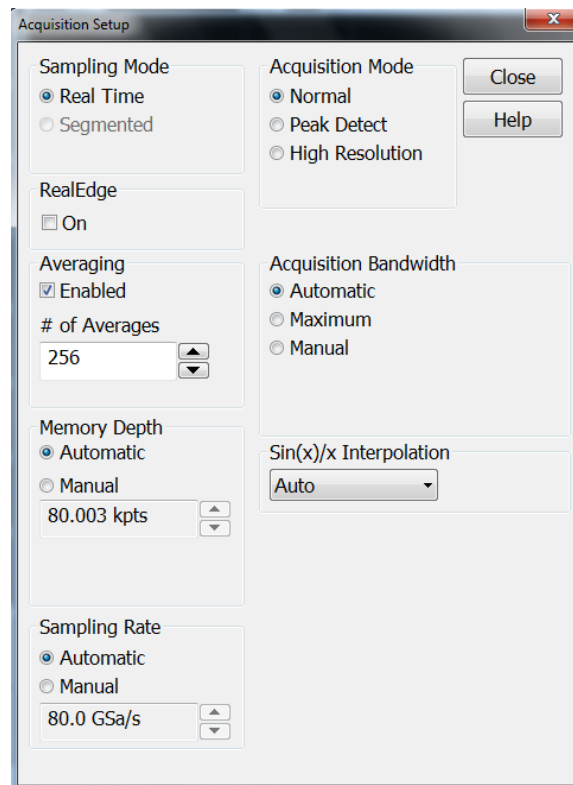 Acquisition Setup
Sampling Mode
Real Time
Segmented
Acquisition Mode
Normal
Peak Detect
High Resolution
Close
Help
RealEdge
On
Averaging
Enabled
# of Averages
256
Acquisition Bandwidth
Automatic
Maximum
Manual
Memory Depth
Automatic
Manual
80.003 kpts
Sin(x)/x Interpolation
Auto
Sampling Rate
Automatic
Manual
80.0 GSa/s